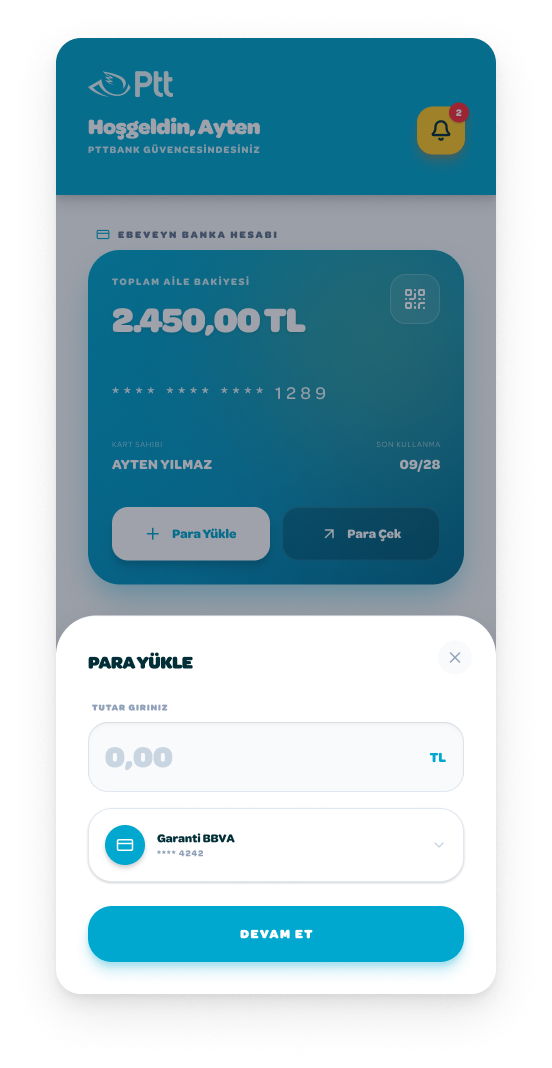 Ptt
Hoşgeldin, Ayten
PTTBANK GÜVENCESİNDESİNİZ
2
EBEVEYN BANKA HESABI
TOPLAM AİLE BAKİYESİ
2.450,00 TL
**** **** **** 1289
KART SAHIBI
SON KULLANMA
AYTEN YILMAZ
09/28
Para Yükle
Para Çek
PARA YÜKLE
TUTAR GIRINIZ
0,00
TL
Garanti BBVA
**** 4242
DEVAM ET